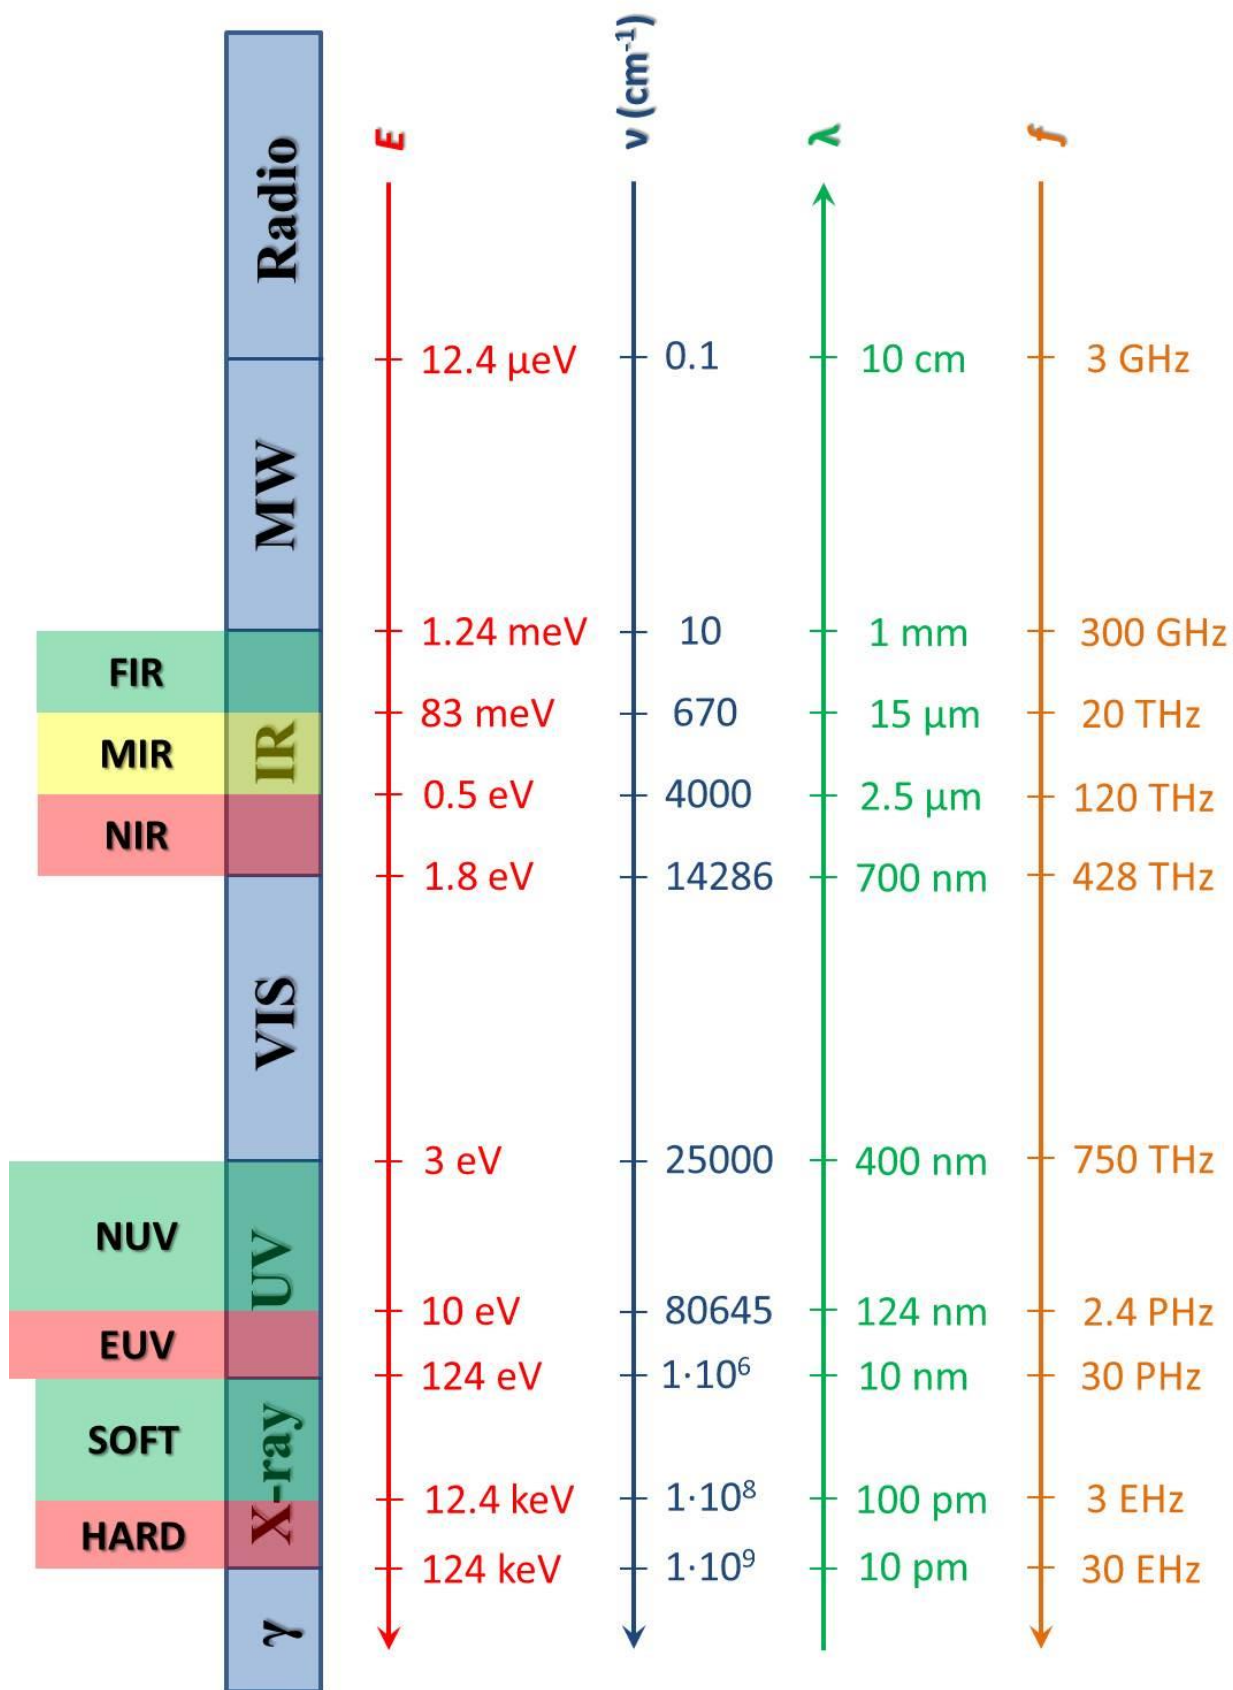 E ν (cm⁻¹) λ f
Radio
12.4 µeV 0.1 10 cm 3 GHz
MW
1.24 meV 10 1 mm 300 GHz
FIR
83 meV 670 15 µm 20 THz
MIR IR
0.5 eV 4000 2.5 µm 120 THz
NIR
1.8 eV 14286 700 nm 428 THz
VIS
3 eV 25000 400 nm 750 THz
NUV UV
10 eV 80645 124 nm 2.4 PHz
EUV
124 eV 1·10⁶ 10 nm 30 PHz
SOFT X-ray
12.4 keV 1·10⁸ 100 pm 3 EHz
HARD
124 keV 1·10⁹ 10 pm 30 EHz
γ